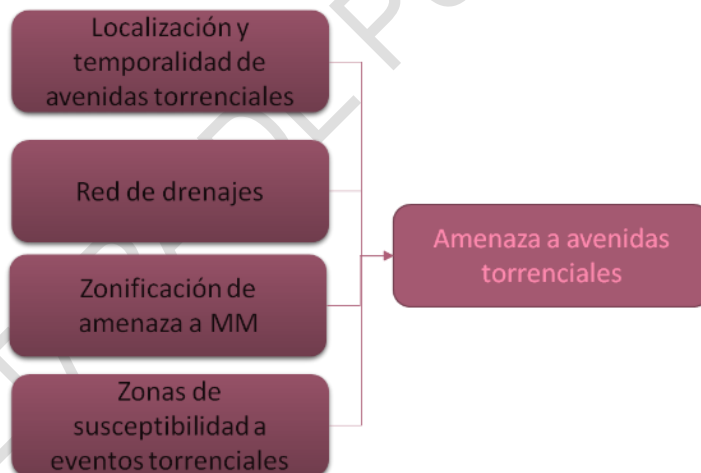 Localización y
temporalidad de
avenidas torrenciales
Red de drenajes
Zonificación de
amenaza a MM
Zonas de
susceptibilidad a
eventos torrenciales
Amenaza a avenidas
torrenciales